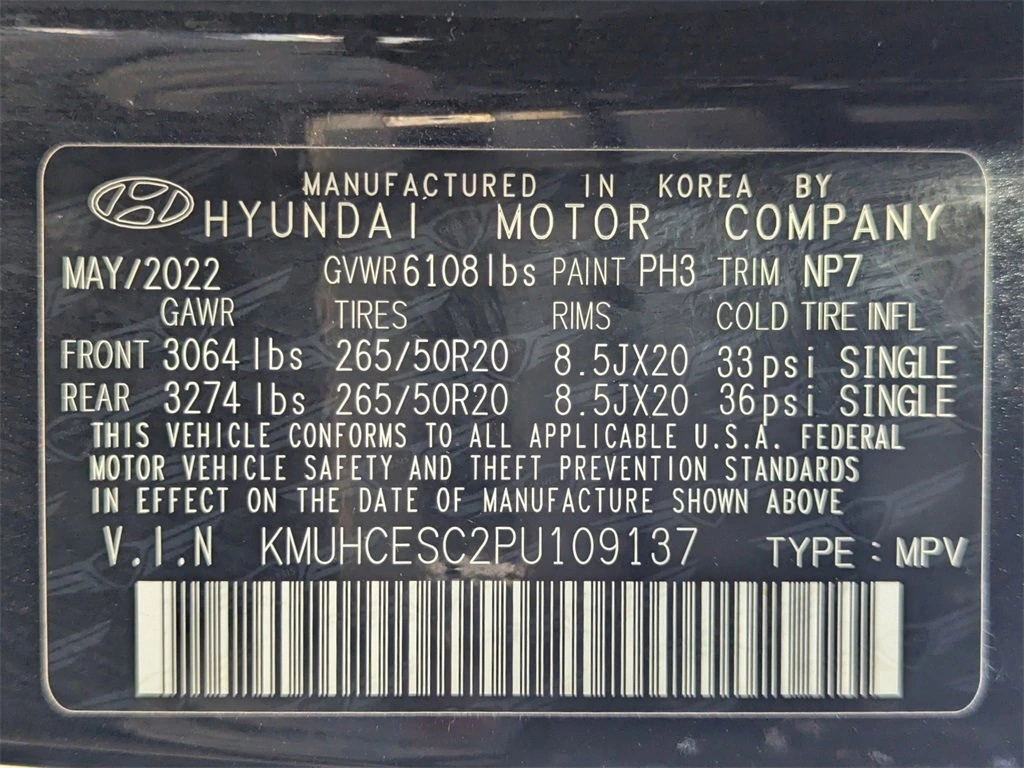 MANUFACTURED IN KOREA BY
HYUNDAI MOTOR COMPANY
MAY/2022 GVWR 6108 lbs PAINT PH3 TRIM NP7
GAWR TIRES RIMS COLD TIRE INFL
FRONT 3064 lbs 265/50R20 8.5JX20 33psi SINGLE
REAR 3274 lbs 265/50R20 8.5JX20 36psi SINGLE
THIS VEHICLE CONFORMS TO ALL APPLICABLE U.S.A. FEDERAL
MOTOR VEHICLE SAFETY AND THEFT PREVENTION STANDARDS
IN EFFECT ON THE DATE OF MANUFACTURE SHOWN ABOVE
V.I.N KMUHCESC2PU109137 TYPE : MPV